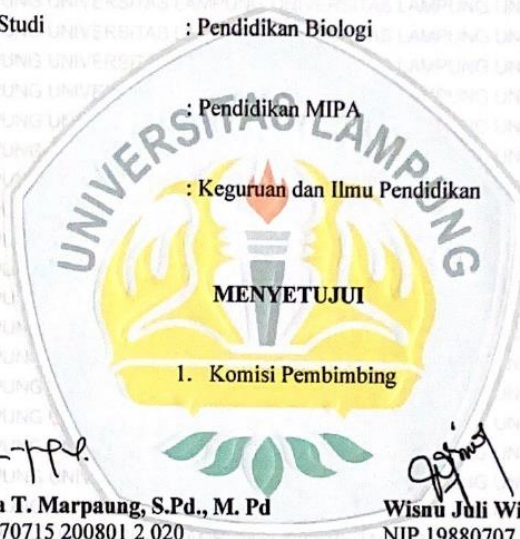 Studi : Pendidikan Biologi
: Pendidikan MIPA
UNIVERSITAS LAMPUNG
: Keguruan dan Ilmu Pendidikan
MENYETUJUI
1. Komisi Pembimbing
T. Marpaung, S.Pd., M. Pd Wisnu Juli
70715 200801 2 020 NIP 19880707